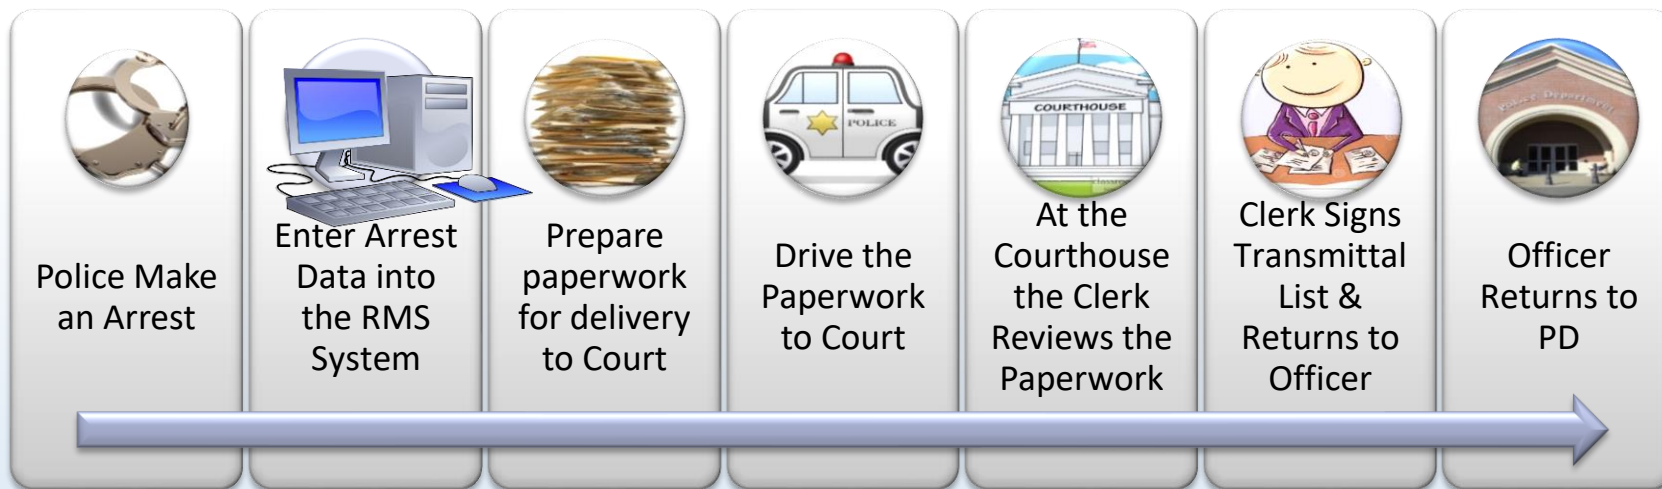 Police Make
an Arrest
Enter Arrest
Data into
the RMS
System
Prepare
paperwork
for delivery
to Court
POLICE
Drive the
Paperwork
to Court
COURTHOUSE
At the
Courthouse
the Clerk
Reviews the
Paperwork
Clerk Signs
Transmittal
List &
Returns to
Officer
Police Department
Officer
Returns to
PD